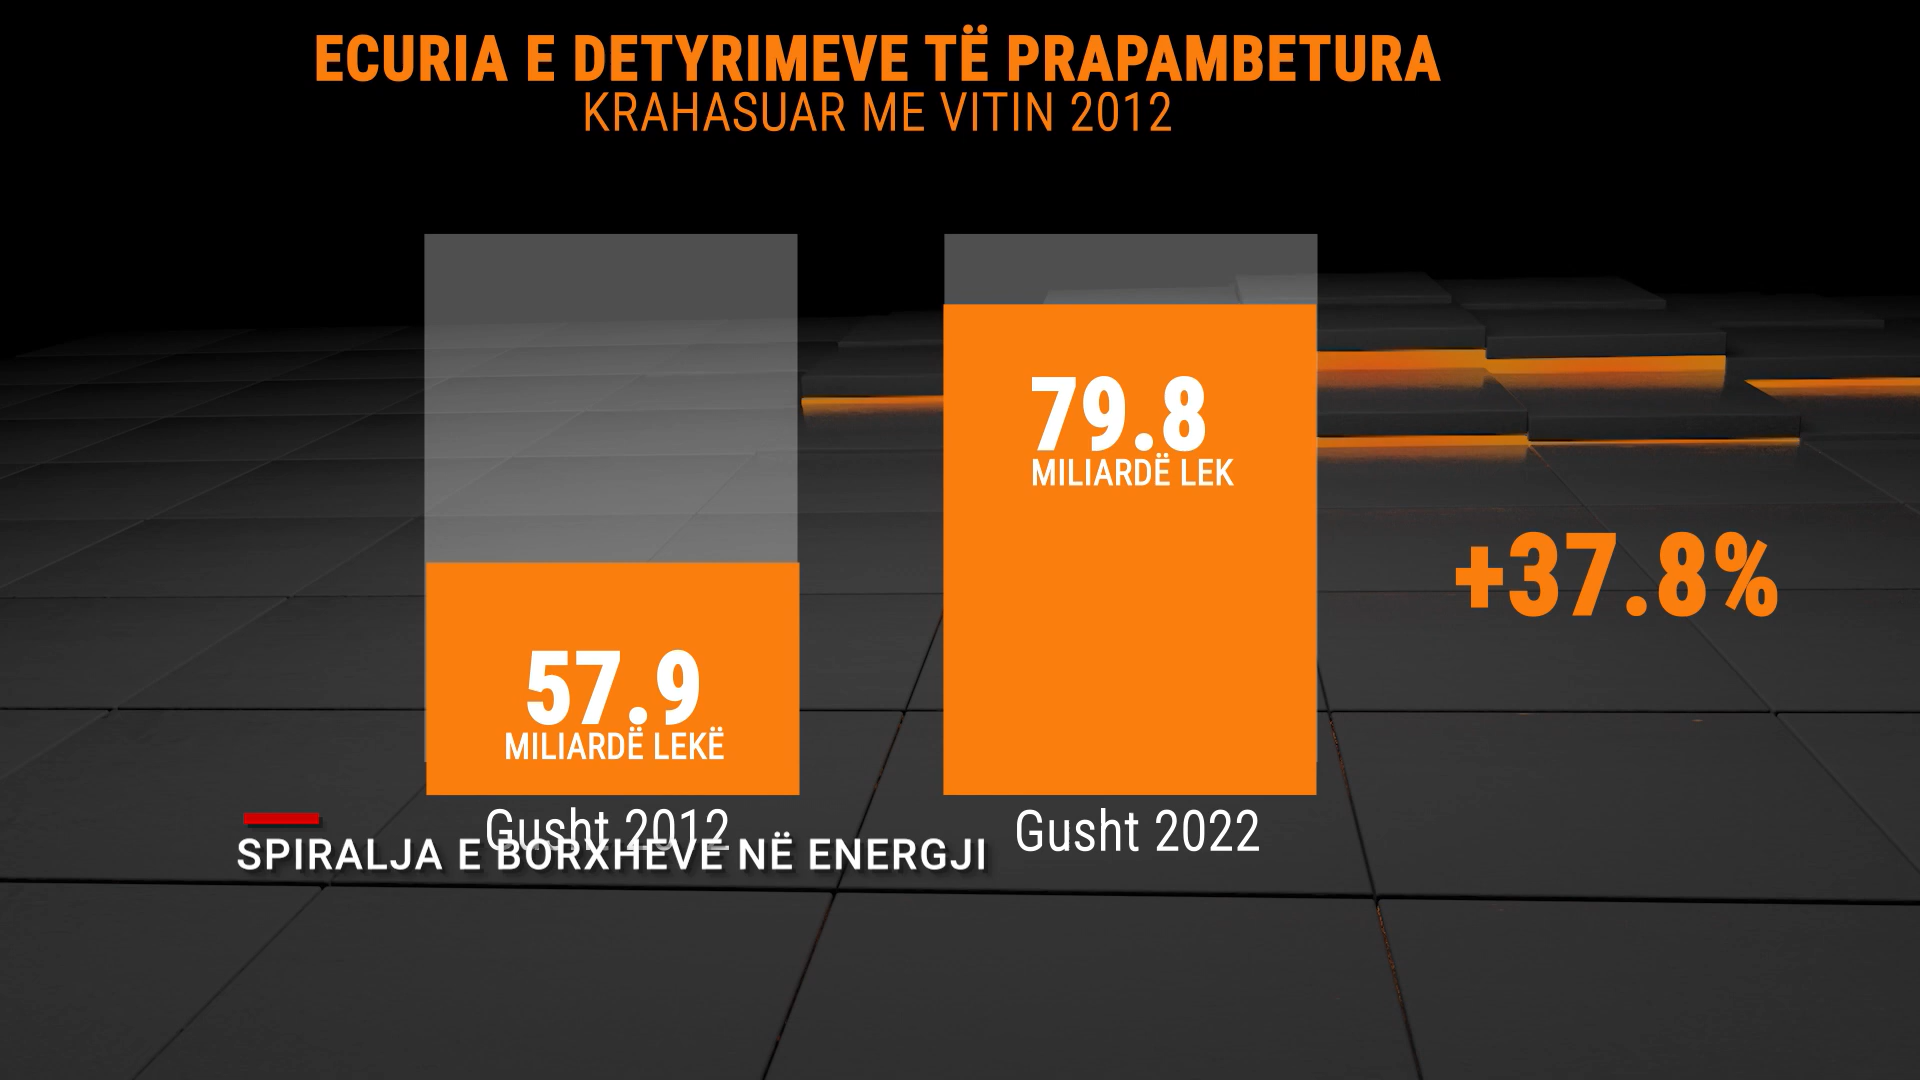 ECURIA E DETYRIMEVE TË PRAPAMBETURA
KRAHASUAR ME VITIN 2012
79.8
MILIARDË LEK
+37.8%
57.9
MILIARDË LEKË
Gusht 2012
Gusht 2022
SPIRALJA E BORXHEVE NË ENERGJI